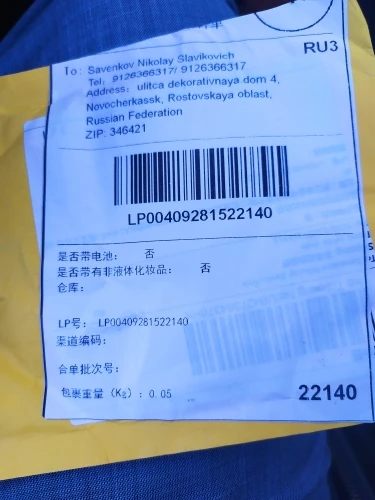 RU3
To: Savenkov Nikolay Slavikovich
Tel: 9126366317/ 9126366317
Address: ulitca dekorativnaya dom 4,
Novocherkassk, Rostovskaya oblast,
Russian Federation
ZIP: 346421
LP00409281522140
是否带电池： 否
是否带有非液体化妆品： 否
仓库：
LP号： LP00409281522140
渠道编码：
合单批次号：
包裹重量（Kg）：0.05
22140